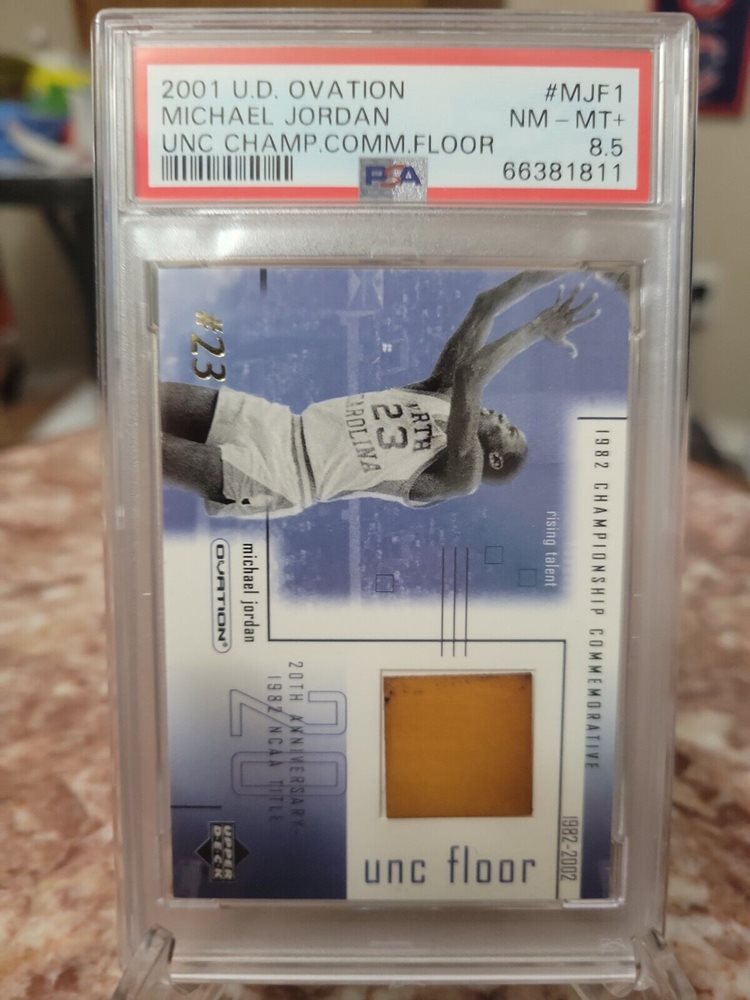 2001 U.D. OVATION #MJF1
MICHAEL JORDAN NM - MT+
UNC CHAMP.COMM.FLOOR 8.5
PSA 66381811
#23
NORTH
CAROLINA
23
rising talent
1982 CHAMPIONSHIP COMMEMORATIVE
1982-2002
michael jordan
OVATION
20
20TH ANNIVERSARY
1982 NCAA TITLE
UPPER
DECK
unc floor